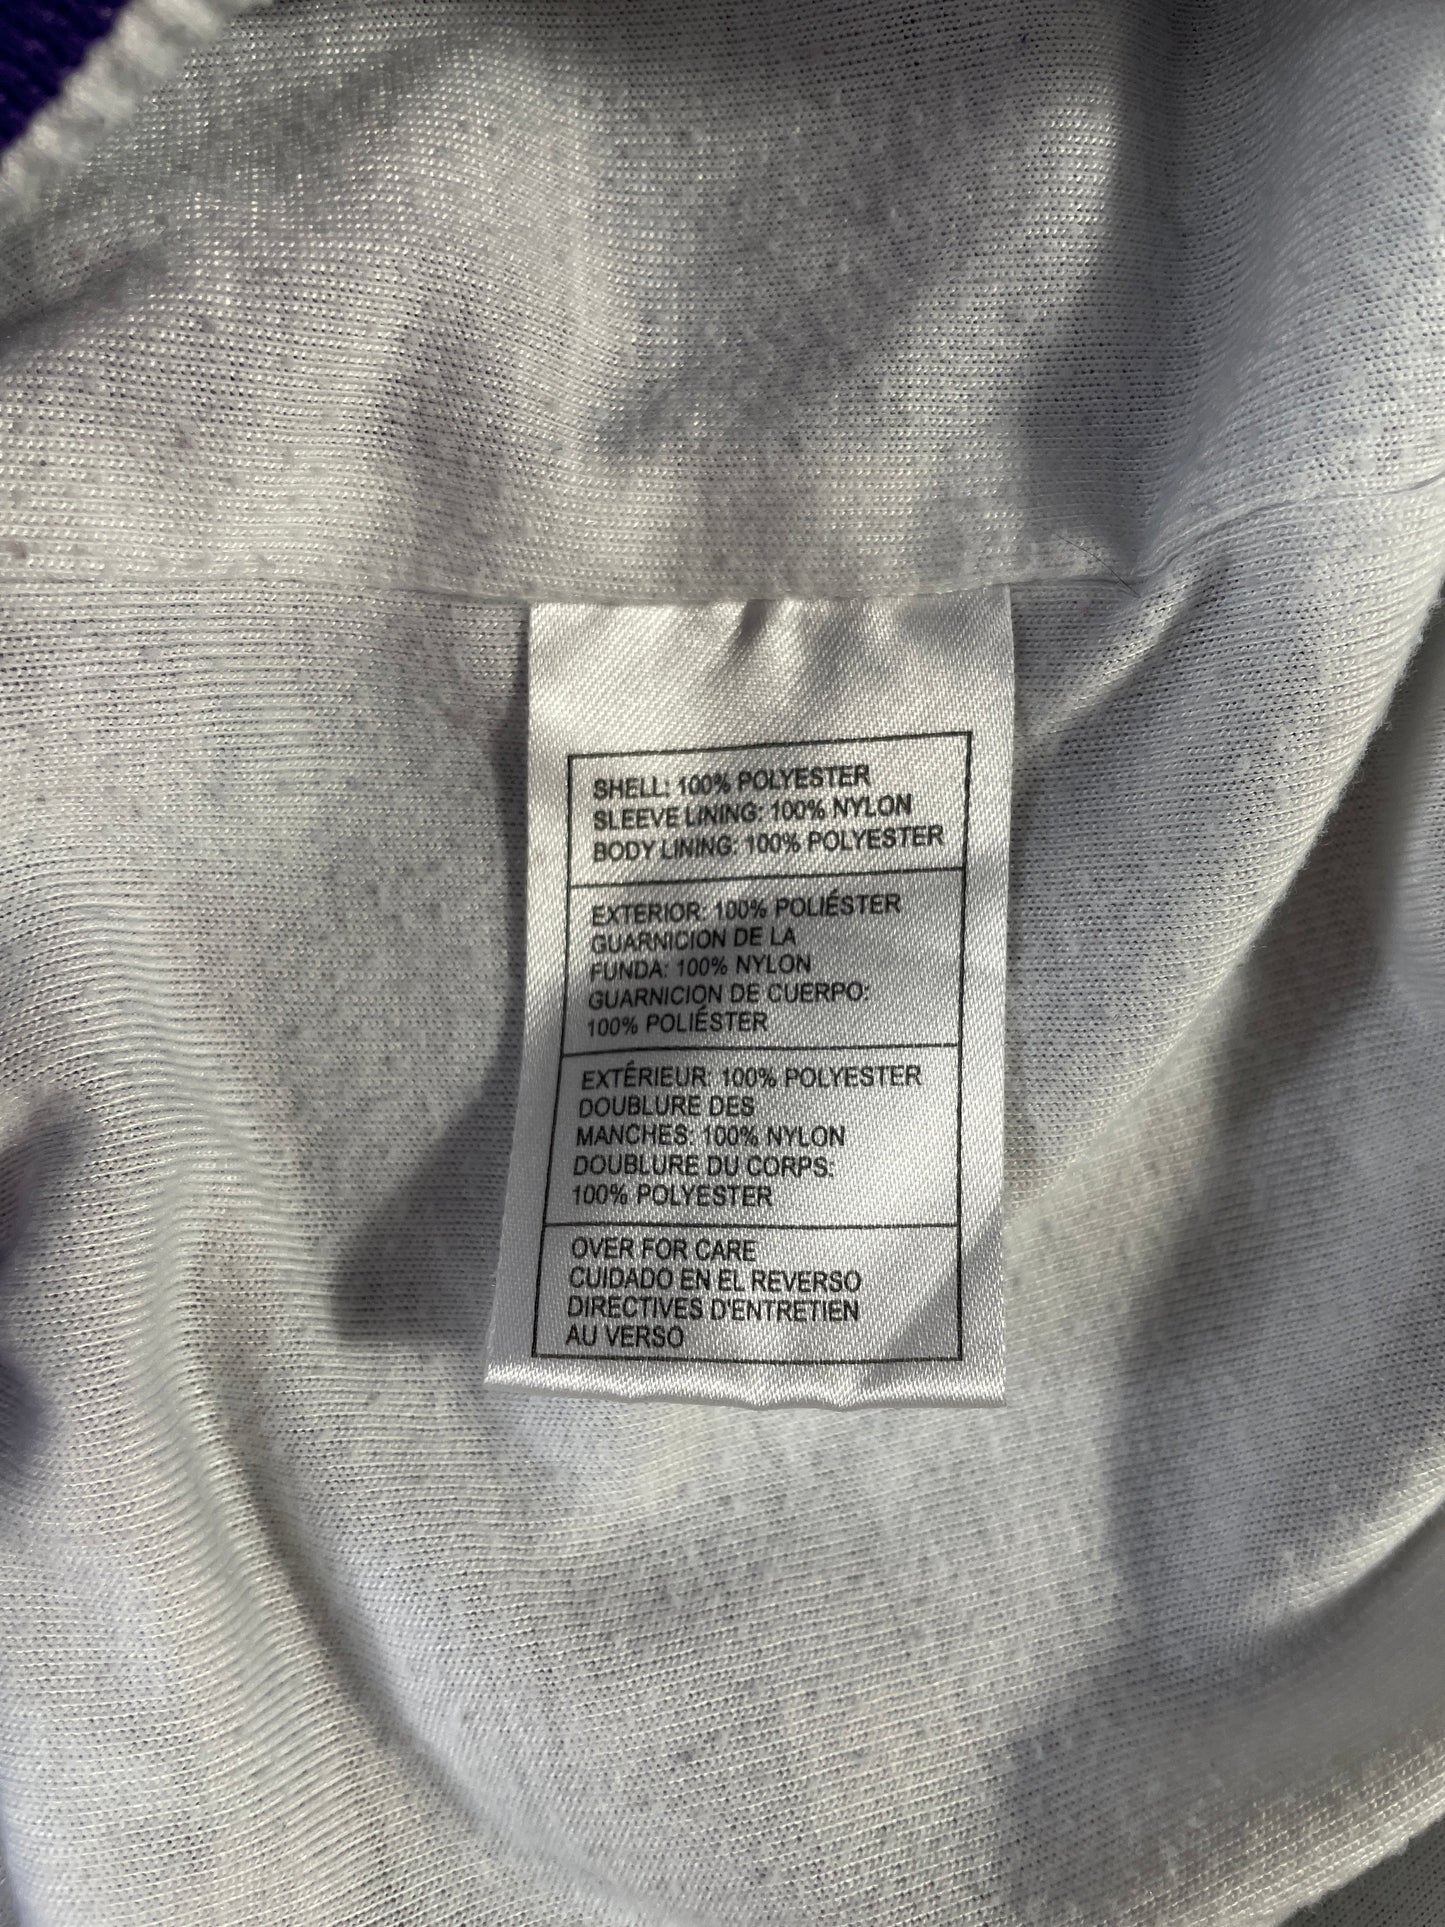 SHELL: 100% POLYESTER
SLEEVE LINING: 100% NYLON
BODY LINING: 100% POLYESTER
EXTERIOR: 100% POLIÉSTER
GUARNICION DE LA
FUNDA: 100% NYLON
GUARNICION DE CUERPO:
100% POLIÉSTER
EXTÉRIEUR: 100% POLYESTER
DOUBLURE DES
MANCHES: 100% NYLON
DOUBLURE DU CORPS:
100% POLYESTER
OVER FOR CARE
CUIDADO EN EL REVERSO
DIRECTIVES D'ENTRETIEN
AU VERSO